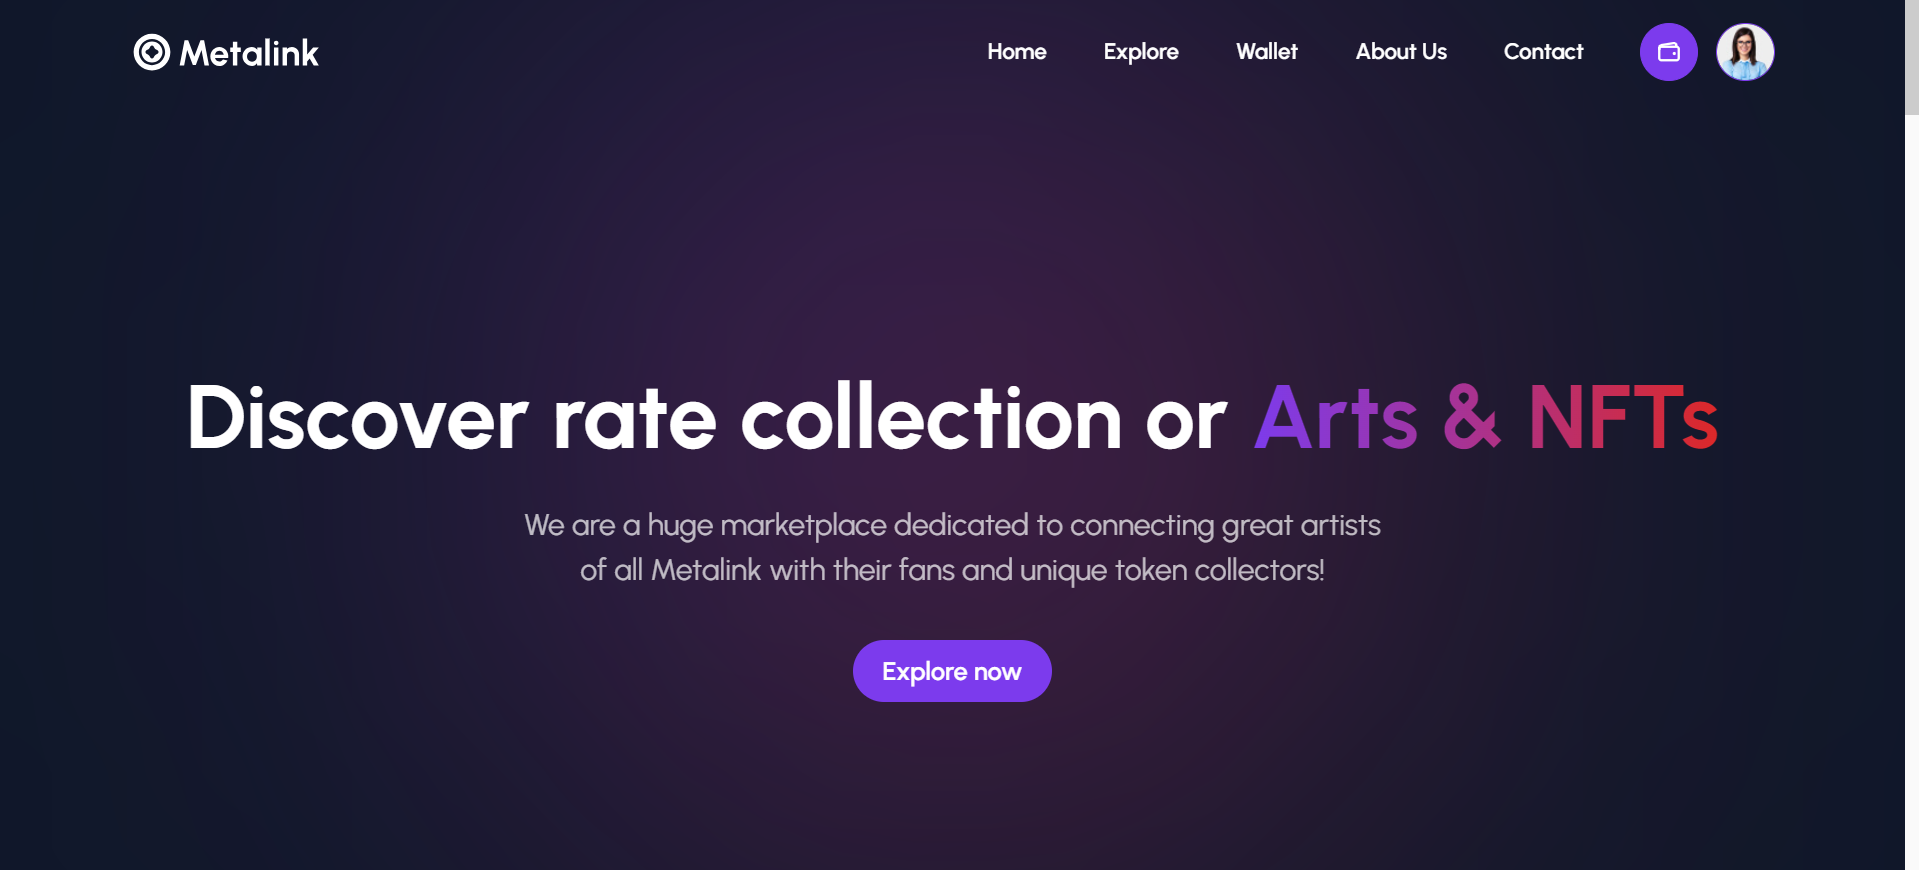 Metalink
Home Explore Wallet About Us Contact
Discover rate collection or Arts & NFTs
We are a huge marketplace dedicated to connecting great artists
of all Metalink with their fans and unique token collectors!
Explore now